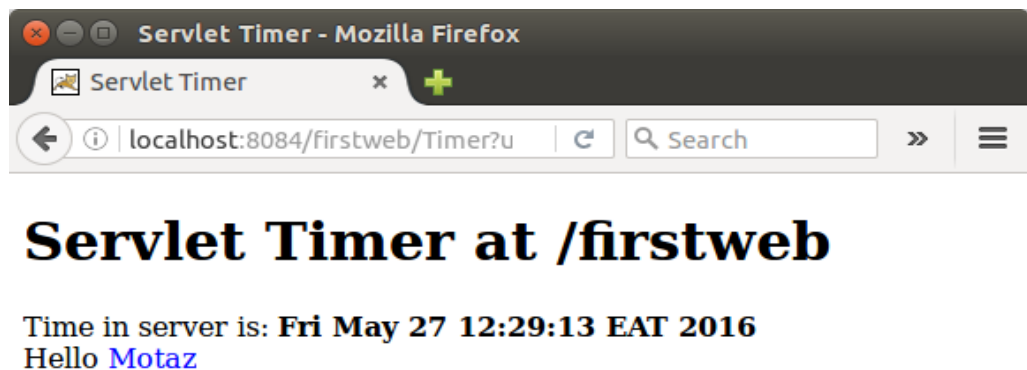 Servlet Timer - Mozilla Firefox
Servlet Timer
localhost:8084/firstweb/Timer?u
Search
Servlet Timer at /firstweb
Time in server is: Fri May 27 12:29:13 EAT 2016
Hello Motaz